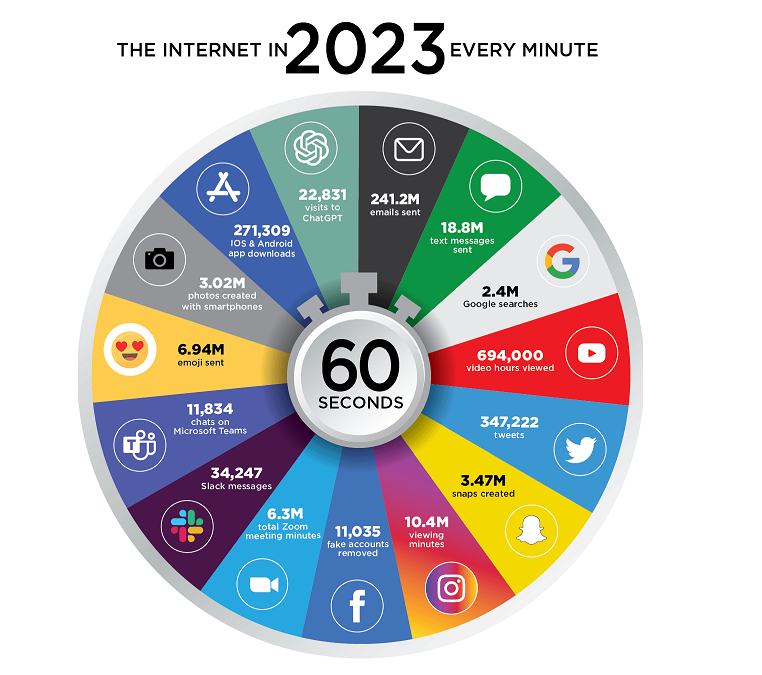 THE INTERNET IN 2023 EVERY MINUTE
241.2M
emails sent
18.8M
text messages
sent
2.4M
Google searches
694,000
video hours viewed
347,222
tweets
3.47M
snaps created
10.4M
viewing
minutes
11,035
fake accounts
removed
6.3M
total Zoom
meeting minutes
34,247
Slack messages
11,834
chats on
Microsoft Teams
6.94M
emoji sent
3.02M
photos created
with smartphones
271,309
IOS & Android
app downloads
22,831
visits to
ChatGPT
60
SECONDS